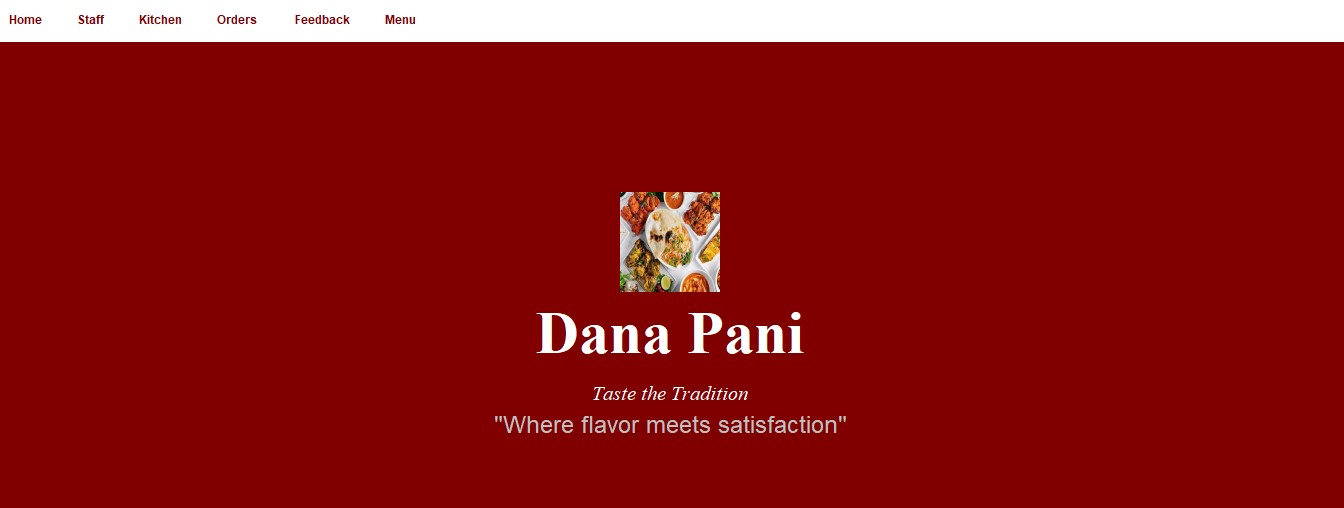 Home Staff Kitchen Orders Feedback Menu
Dana Pani
Taste the Tradition
"Where flavor meets satisfaction"